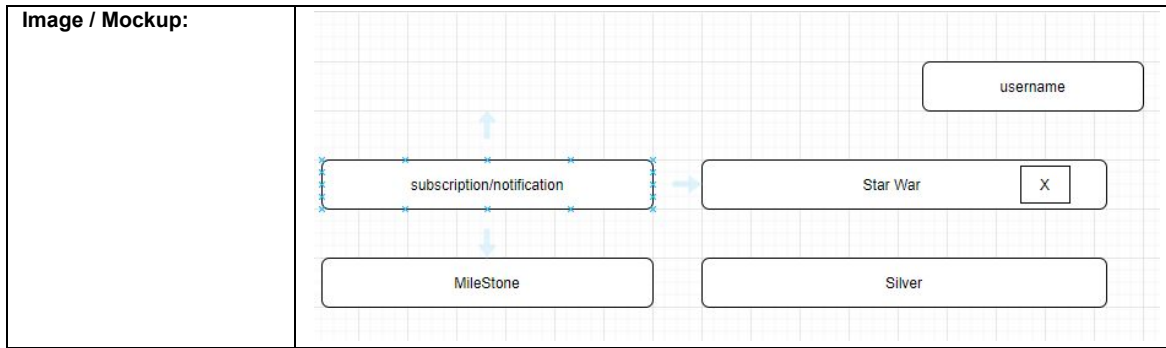 Image / Mockup:
username
subscription/notification
Star War
X
MileStone
Silver